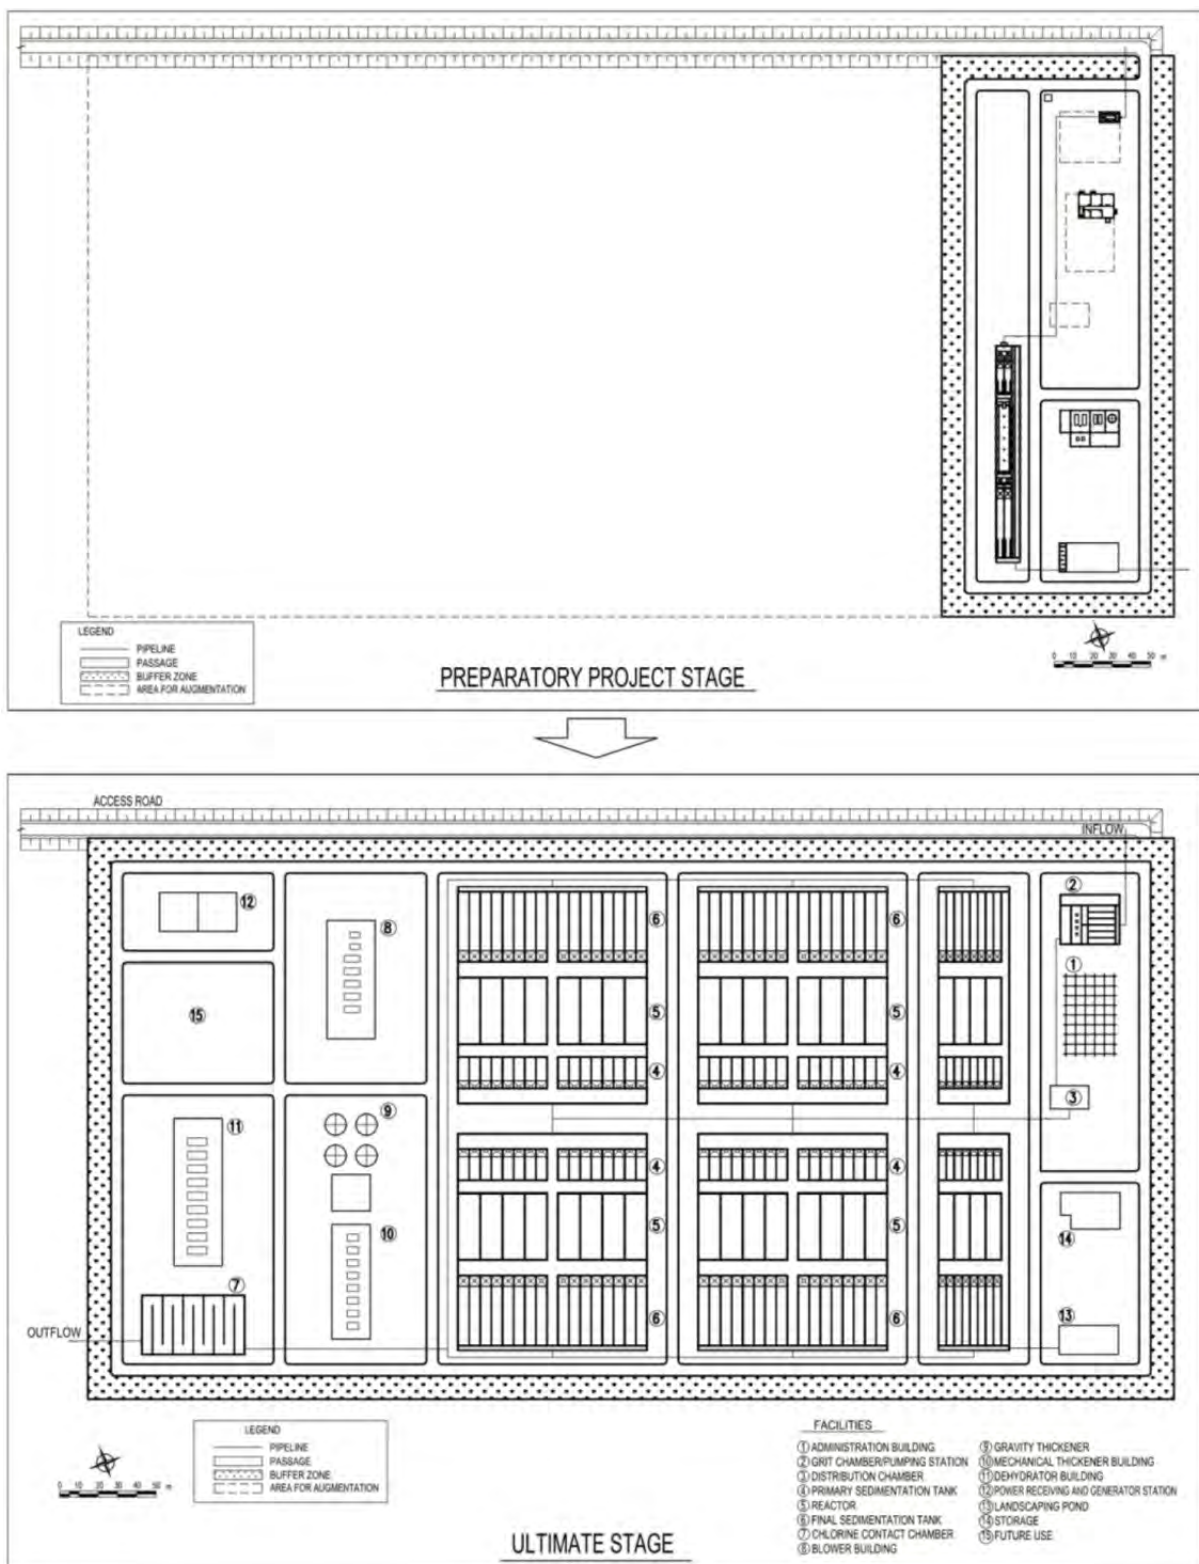 LEGEND
PIPELINE
PASSAGE
BUFFER ZONE
AREA FOR AUGMENTATION
PREPARATORY PROJECT STAGE
0 10 20 30 40 50 m
ACCESS ROAD
INFLOW
②
⑫
⑧
⑥
⑥
①
⑮
⑤
⑤
④
④
③
⑨
⑪
④
④
⑩
⑤
⑤
⑭
⑦
⑥
⑥
⑬
OUTFLOW
LEGEND
PIPELINE
PASSAGE
BUFFER ZONE
AREA FOR AUGMENTATION
0 10 20 30 40 50 m
FACILITIES
① ADMINISTRATION BUILDING
② GRIT CHAMBER/PUMPING STATION
③ DISTRIBUTION CHAMBER
④ PRIMARY SEDIMENTATION TANK
⑤ REACTOR
⑥ FINAL SEDIMENTATION TANK
⑦ CHLORINE CONTACT CHAMBER
⑧ BLOWER BUILDING
⑨ GRAVITY THICKENER
⑩ MECHANICAL THICKENER BUILDING
⑪ DEHYDRATOR BUILDING
⑫ POWER RECEIVING AND GENERATOR STATION
⑬ LANDSCAPING POND
⑭ STORAGE
⑮ FUTURE USE
ULTIMATE STAGE